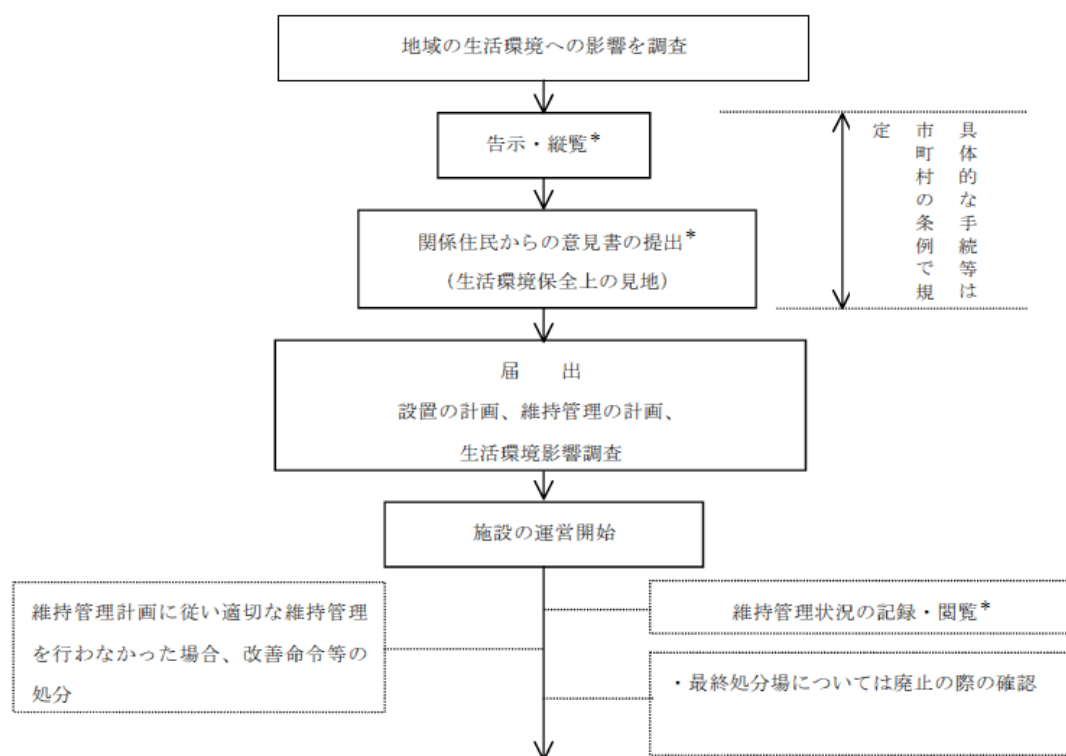 地域の生活環境への影響を調査
告示・縦覧*
具体的な手続等は
市町村の条例で規
定
関係住民からの意見書の提出*
(生活環境保全上の見地)
届　　出
設置の計画、維持管理の計画、
生活環境影響調査
施設の運営開始
維持管理計画に従い適切な維持管理
を行わなかった場合、改善命令等の
処分
維持管理状況の記録・閲覧*
・最終処分場については廃止の際の確認